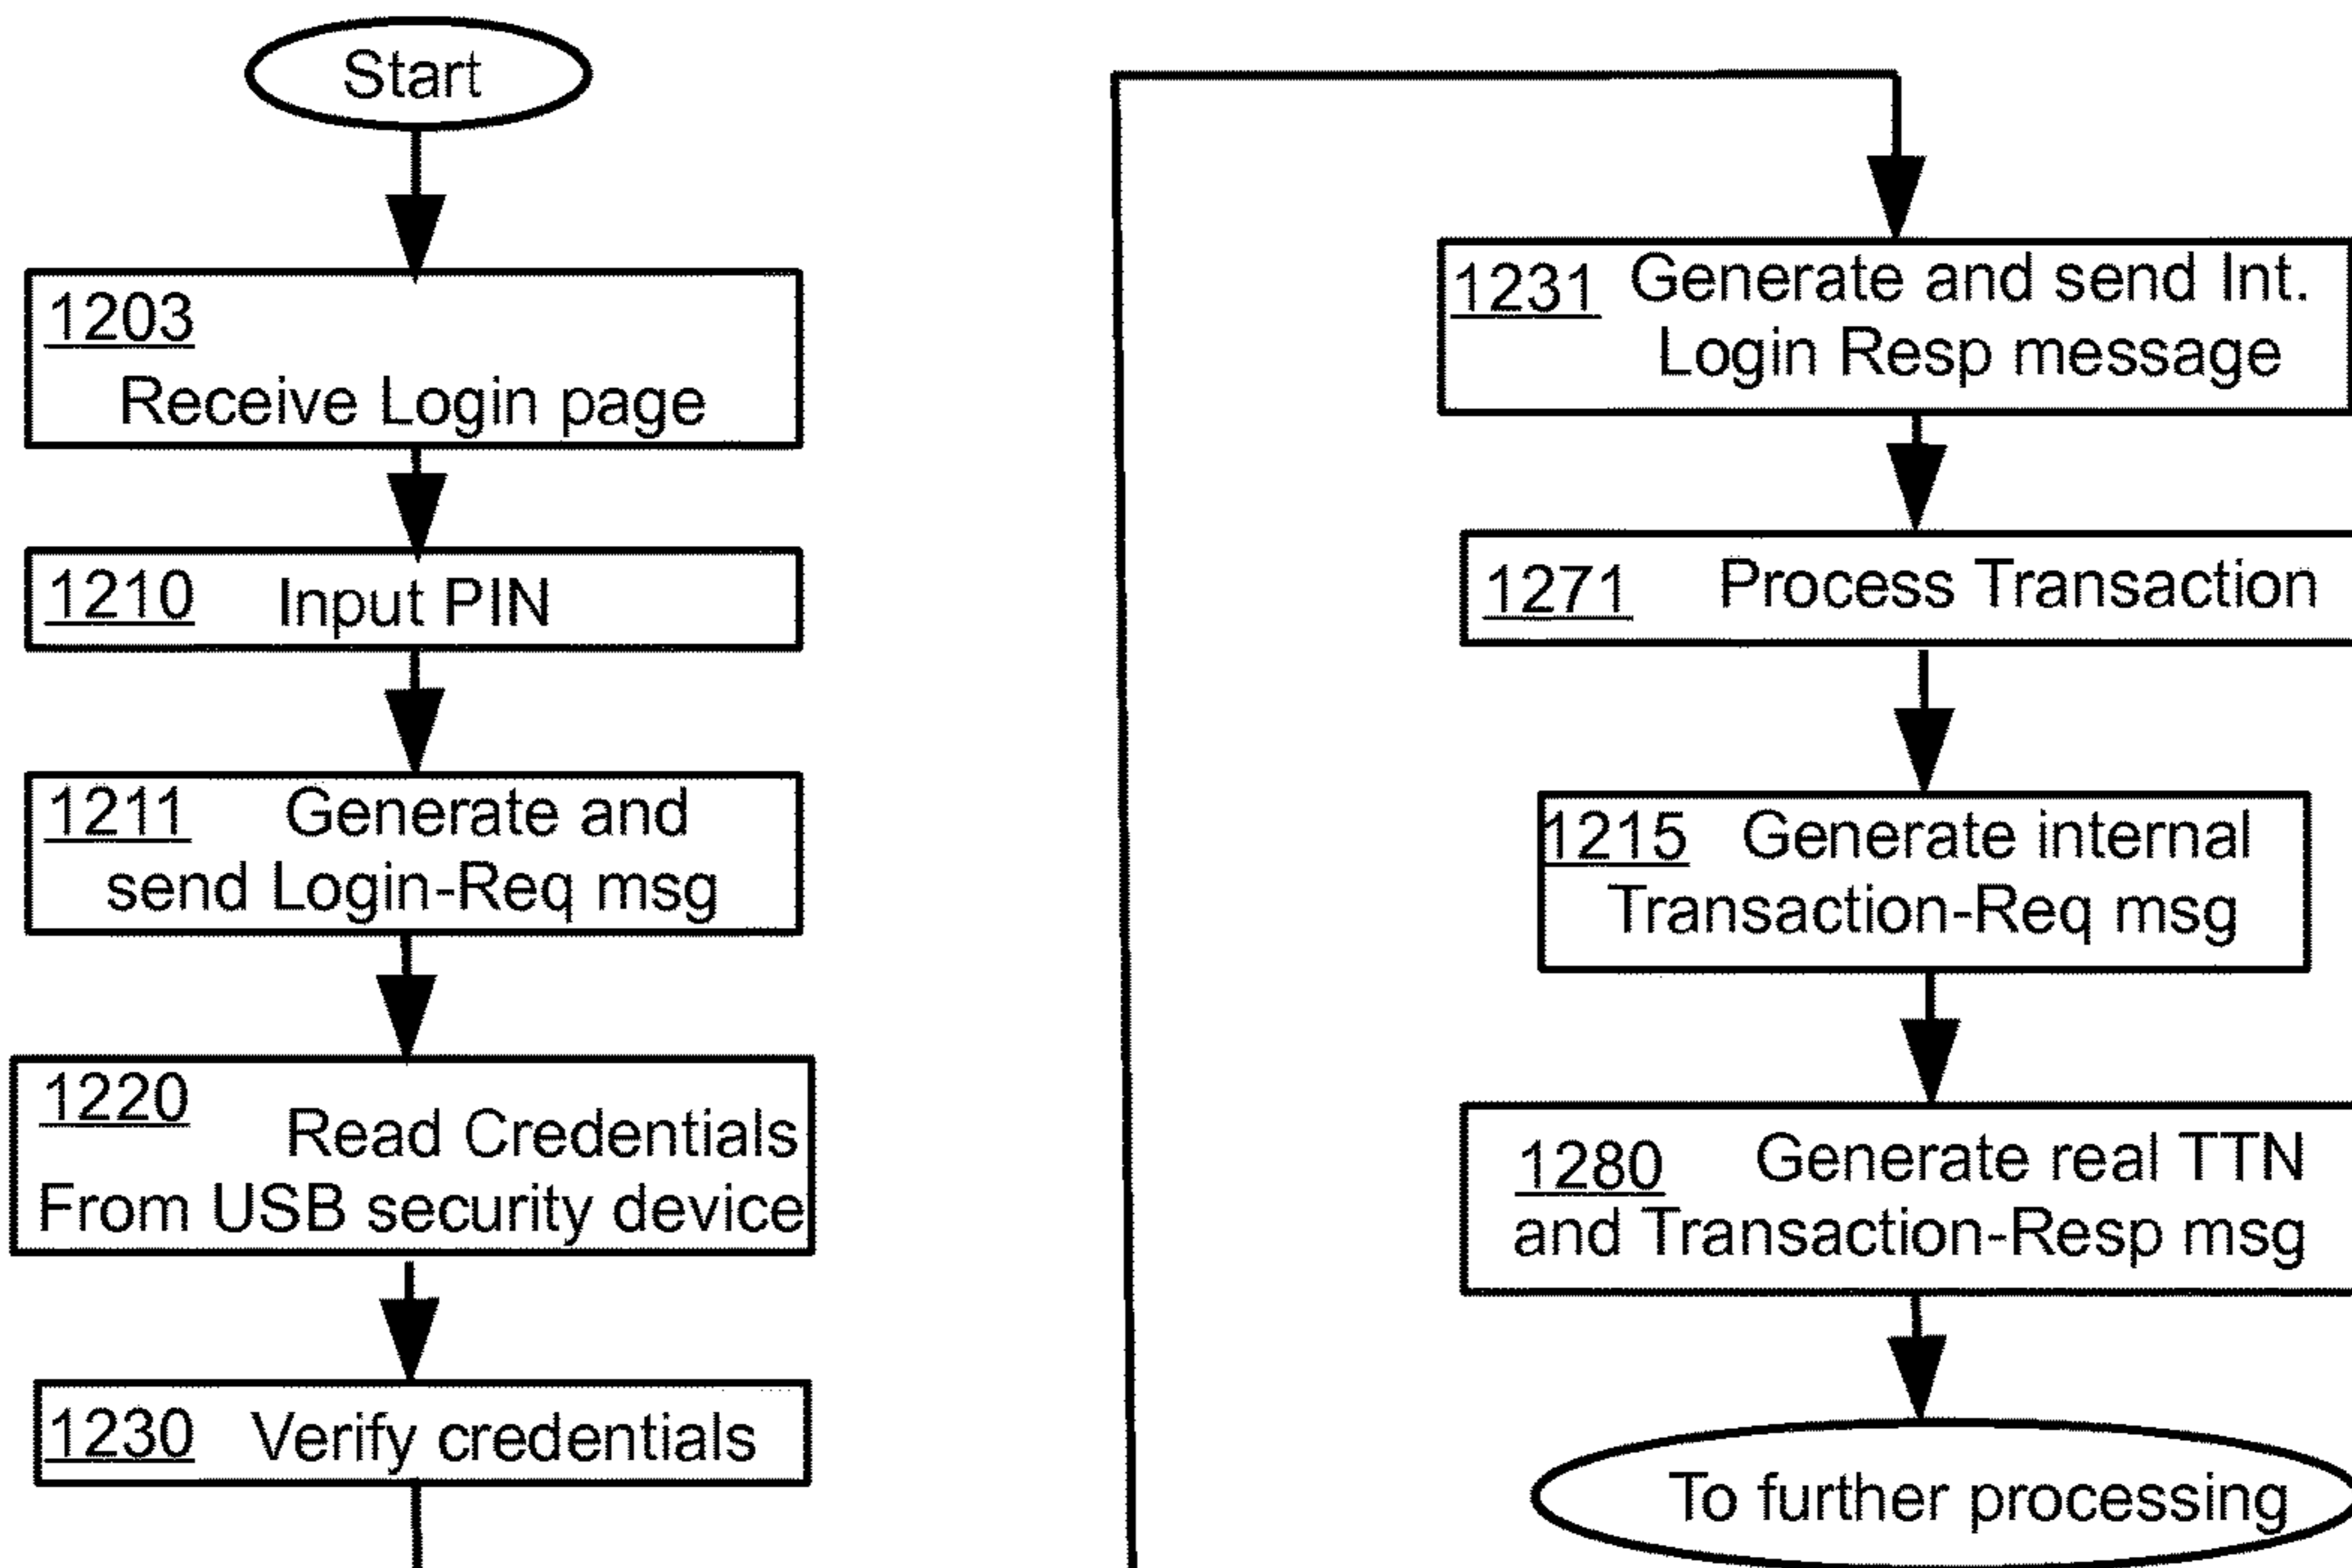 Start
1203
Receive Login page
1210 Input PIN
1211 Generate and
send Login-Req msg
1220
Read Credentials
From USB security device
1230 Verify credentials
1231 Generate and send Int.
Login Resp message
1271 Process Transaction
1215 Generate internal
Transaction-Req msg
1280 Generate real TTN
and Transaction-Resp msg
To further processing